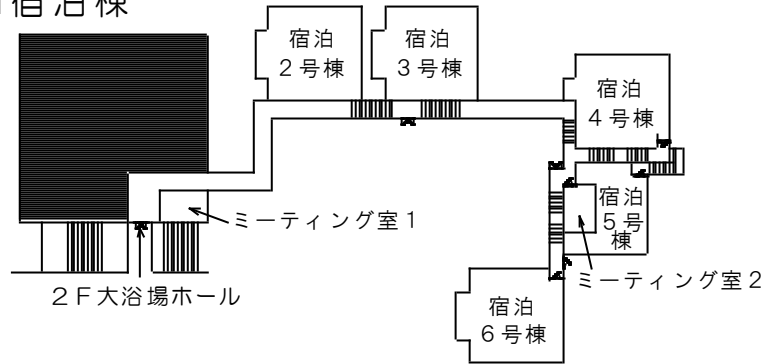 宿泊棟
宿泊
２号棟
宿泊
３号棟
宿泊
４号棟
宿泊
５号
棟
ミーティング室１
ミーティング室２
２Ｆ大浴場ホール
宿泊
６号棟